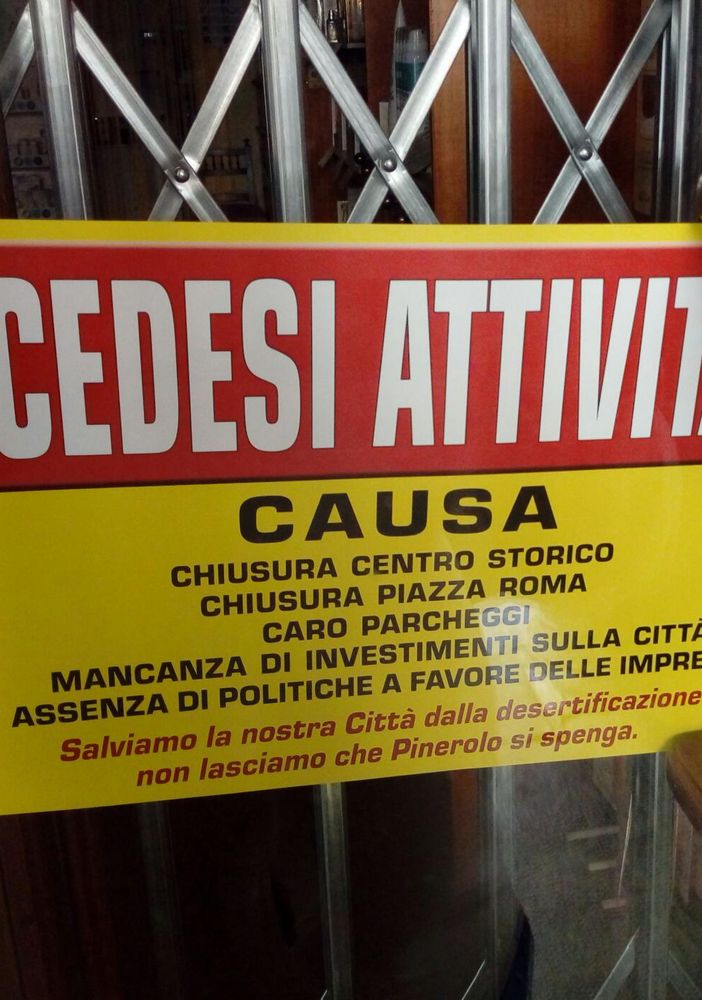 CEDESI ATTIVIT
CAUSA
CHIUSURA CENTRO STORICO
CHIUSURA PIAZZA ROMA
CARO PARCHEGGI
MANCANZA DI INVESTIMENTI SULLA CITTÀ
ASSENZA DI POLITICHE A FAVORE DELLE IMPRE
Salviamo la nostra Città dalla desertificazione
non lasciamo che Pinerolo si spenga.